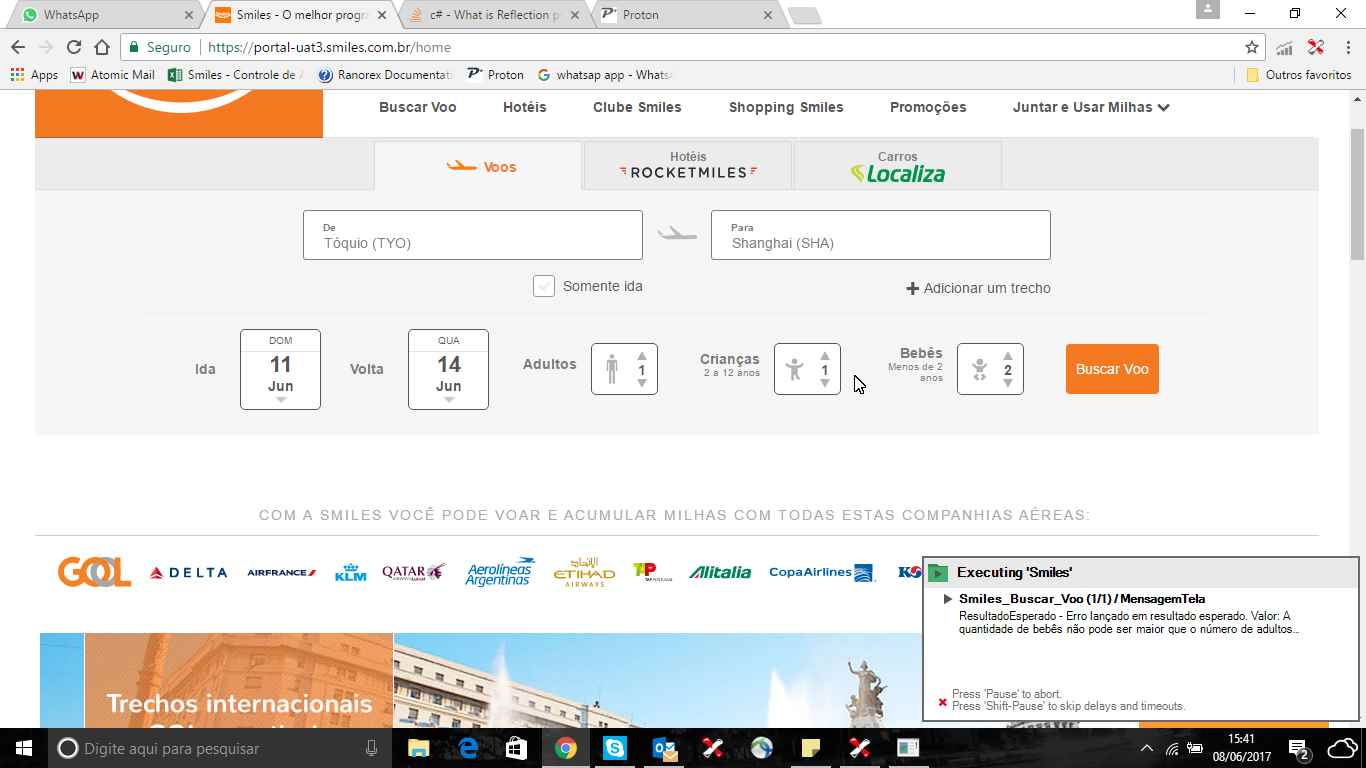 WhatsApp
Smiles - O melhor progra
c# - What is Reflection p
Proton
Seguro
https://portal-uat3.smiles.com.br/home
Apps
Atomic Mail
Smiles - Controle de A
Ranorex Documentati
Proton
whatsap app - Whats
Outros favoritos
Buscar Voo
Hotéis
Clube Smiles
Shopping Smiles
Promoções
Juntar e Usar Milhas
Voos
Hotéis
ROCKETMILES
Carros
Localiza
De
Tôquio (TYO)
Para
Shanghai (SHA)
Somente ida
Adicionar um trecho
Ida
DOM
11
Jun
Volta
QUA
14
Jun
Adultos
1
Crianças
2 a 12 anos
1
Bebês
Menos de 2
anos
2
Buscar Voo
COM A SMILES VOCÊ PODE VOAR E ACUMULAR MILHAS COM TODAS ESTAS COMPANHIAS AÉREAS:
GOL
DELTA
AIRFRANCE
KLM
QATAR
Aerolíneas
Argentinas
ETIHAD
AIRWAYS
TAP
Alitalia
CopaAirlines
Executing 'Smiles'
Smiles_Buscar_Voo (1/1) / MensagemTela
ResultadoEsperado - Erro lançado em resultado esperado. Valor: A
quantidade de bebês não pode ser maior que o número de adultos...
Press 'Pause' to abort.
Press 'Shift-Pause' to skip delays and timeouts.
Trechos internacionais
Digite aqui para pesquisar
15:41
08/06/2017
2